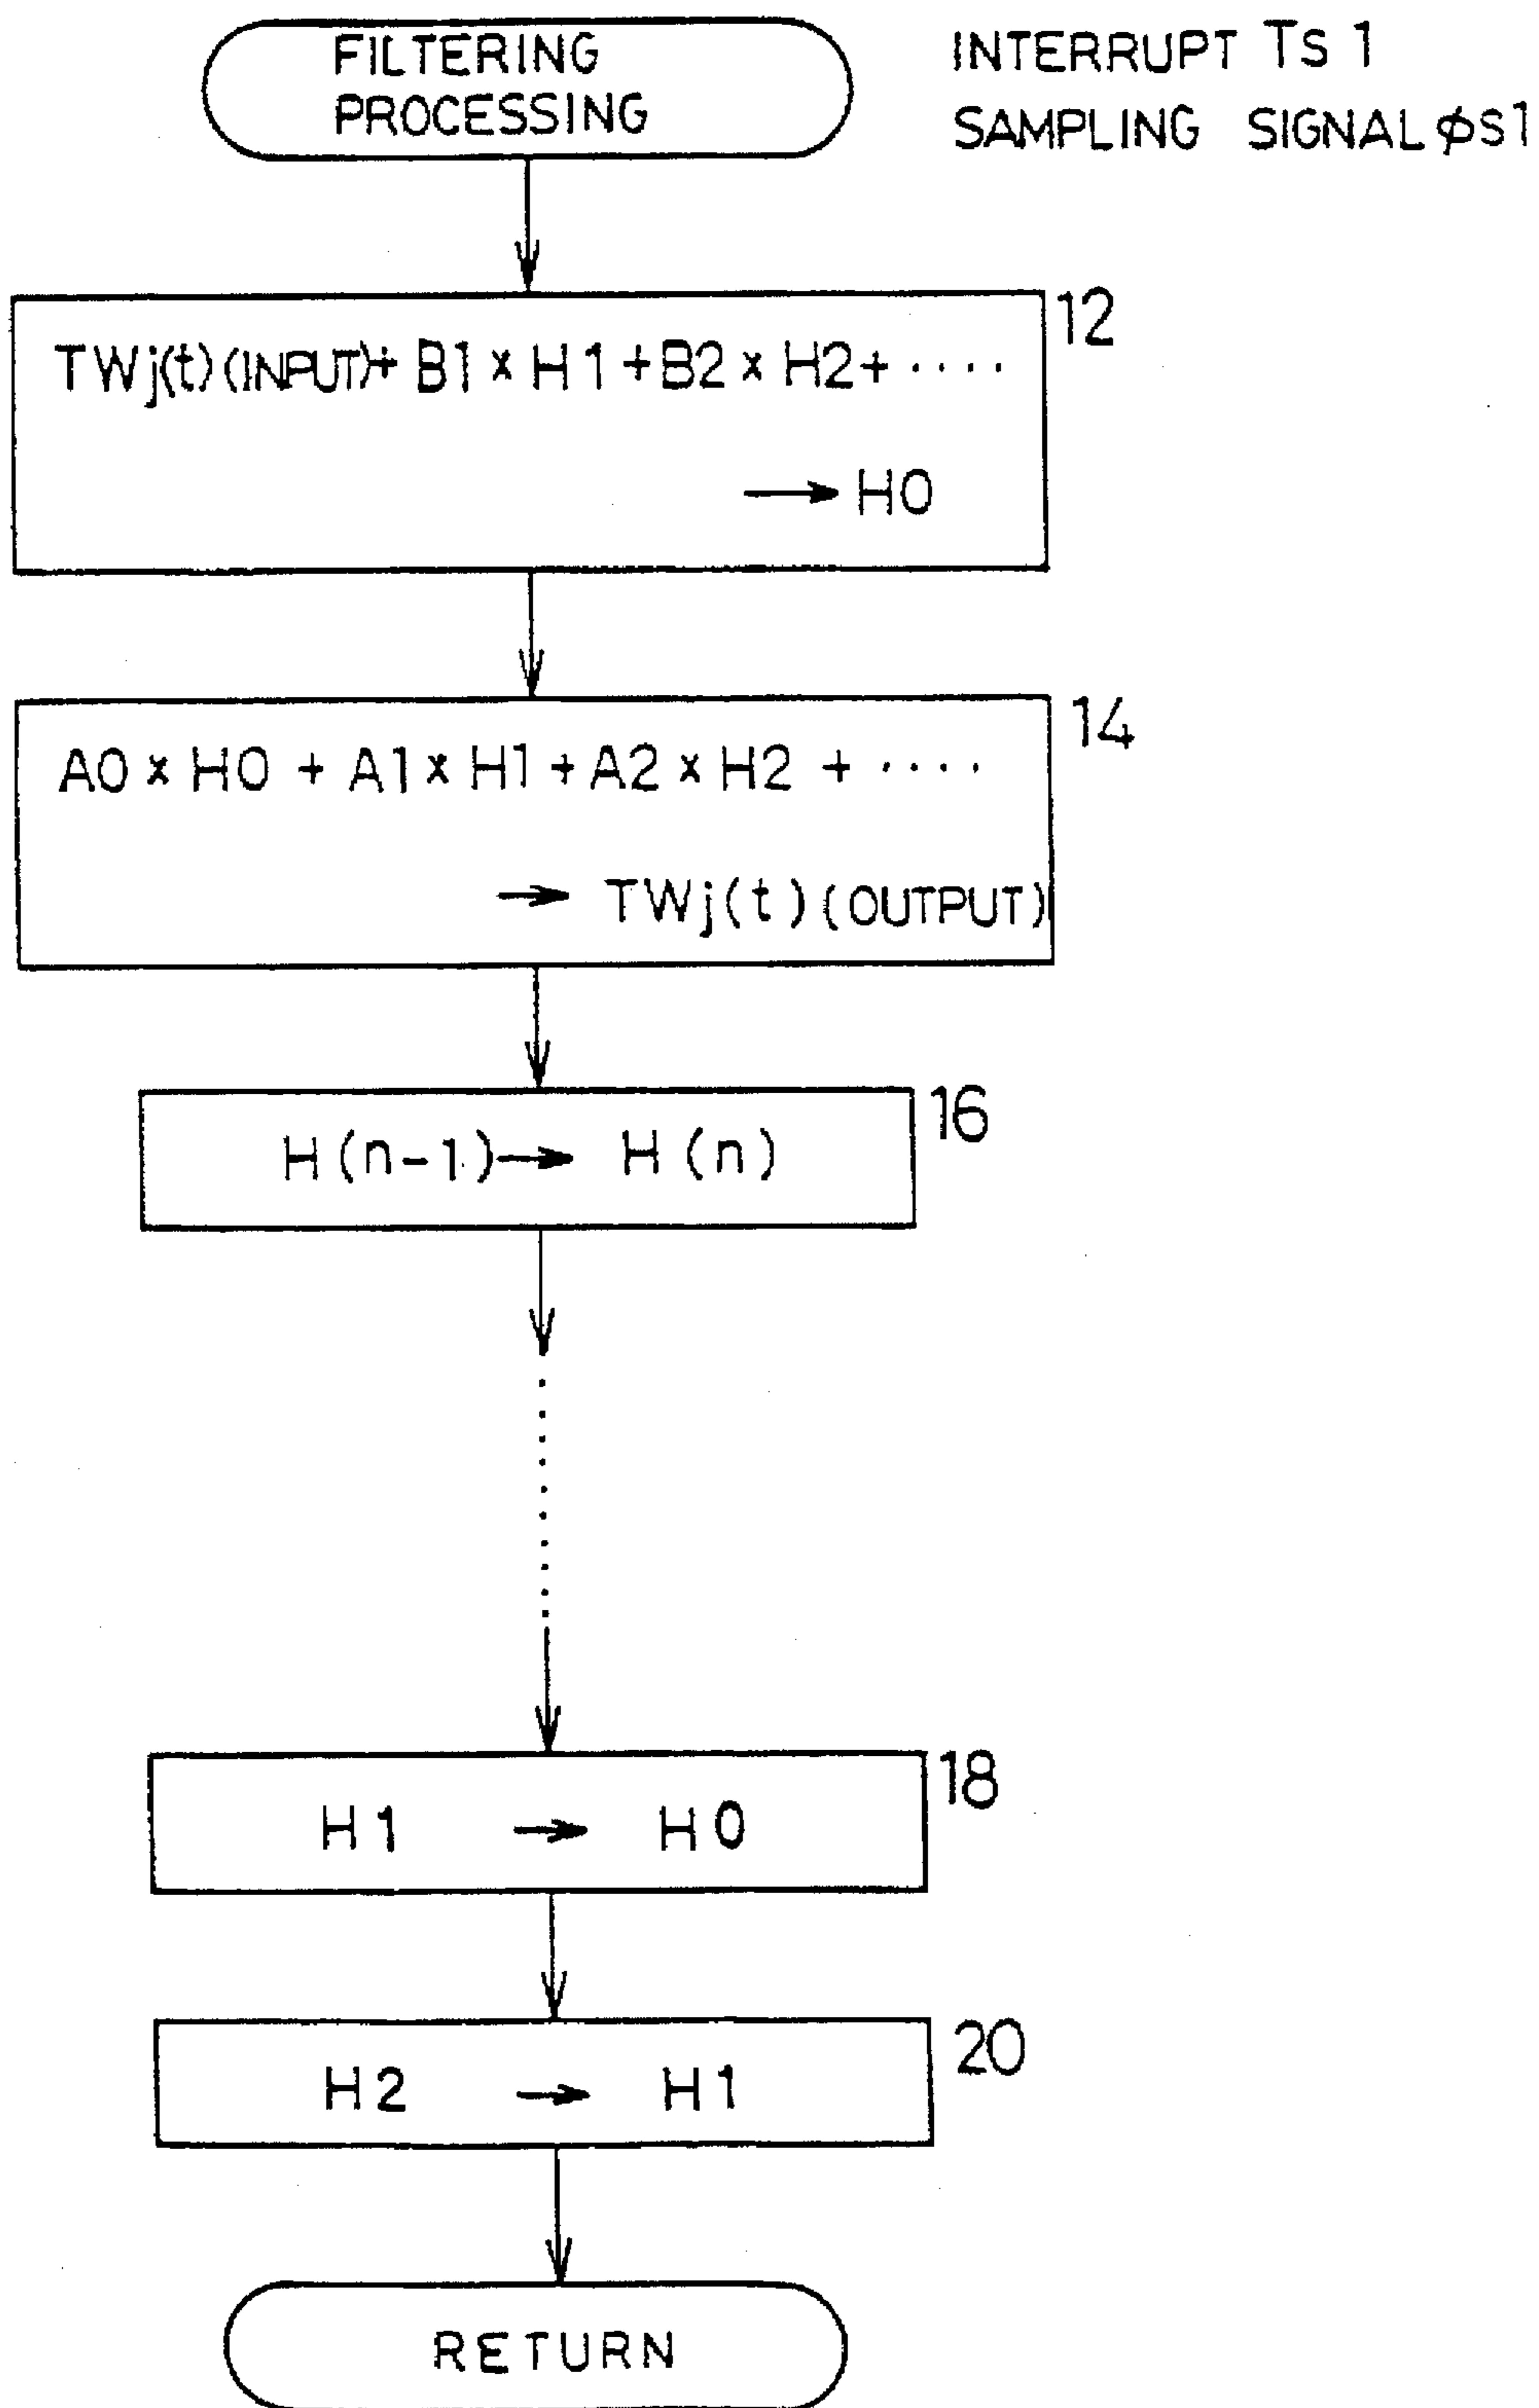 FILTERING
PROCESSING
INTERRUPT Ts 1
SAMPLING SIGNAL φs1
12
TWj(t)(INPUT)+ B1 × H1 + B2 × H2 + ····
→ H0
14
A0 × H0 + A1 × H1 + A2 × H2 + ····
→ TWj(t)(OUTPUT)
16
H(n-1) → H(n)
18
H1 → H0
20
H2 → H1
RETURN